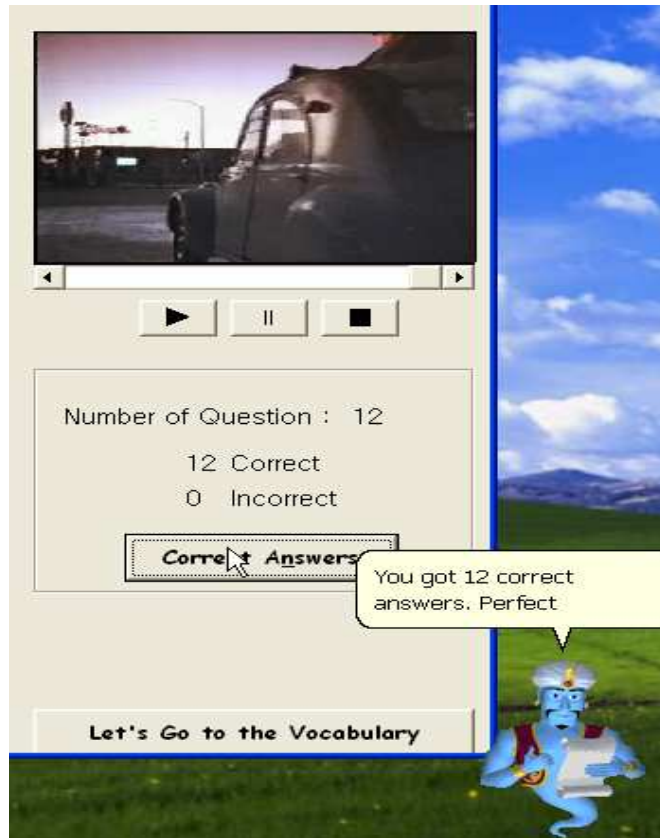 Number of Question : 12
12 Correct
0 Incorrect
Correct Answers
You got 12 correct
answers. Perfect
Let's Go to the Vocabulary